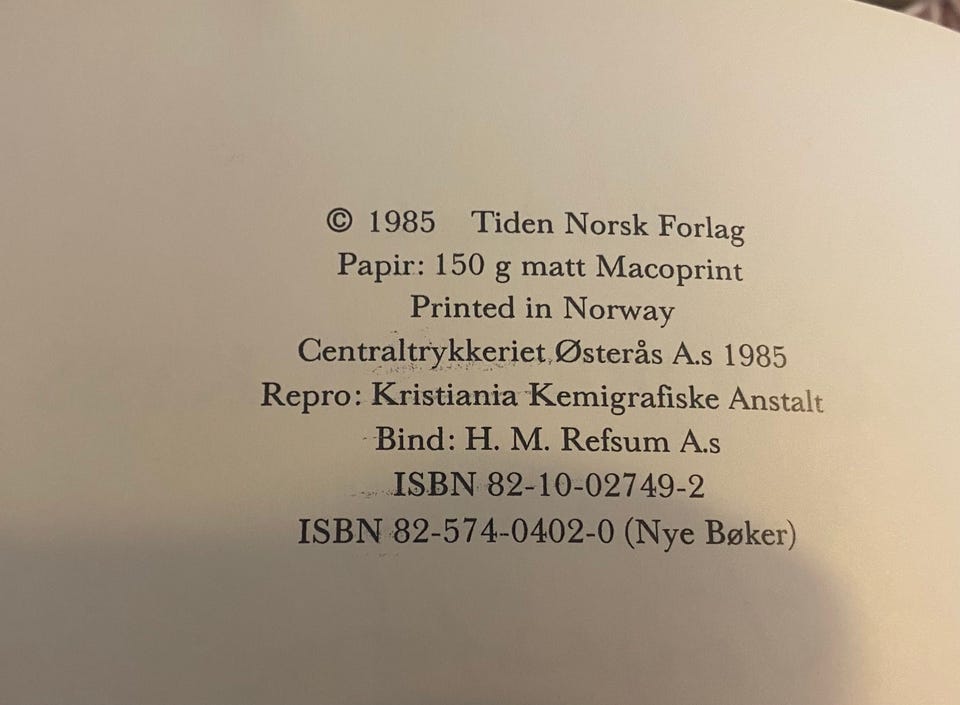 © 1985 Tiden Norsk Forlag
Papir: 150 g matt Macoprint
Printed in Norway
Centraltrykkeriet Østerås A.s 1985
Repro: Kristiania Kemigrafiske Anstalt
Bind: H. M. Refsum A.s
ISBN 82-10-02749-2
ISBN 82-574-0402-0 (Nye Bøker)